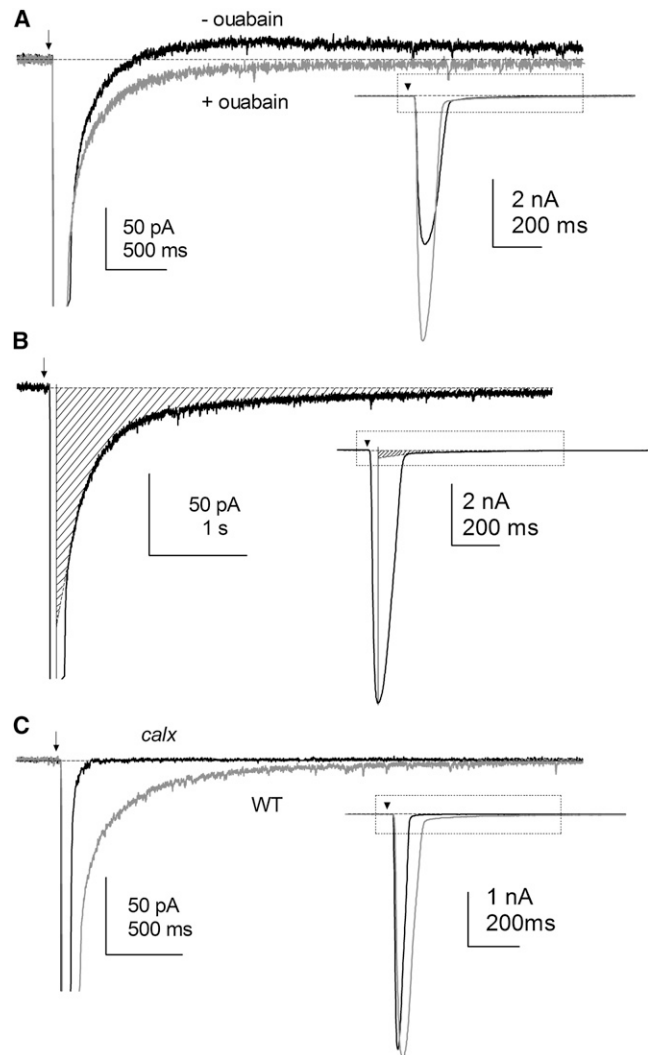 A
- ouabain
+ ouabain
50 pA
500 ms
2 nA
200 ms
B
50 pA
1 s
2 nA
200 ms
C
calx
WT
50 pA
500 ms
1 nA
200ms